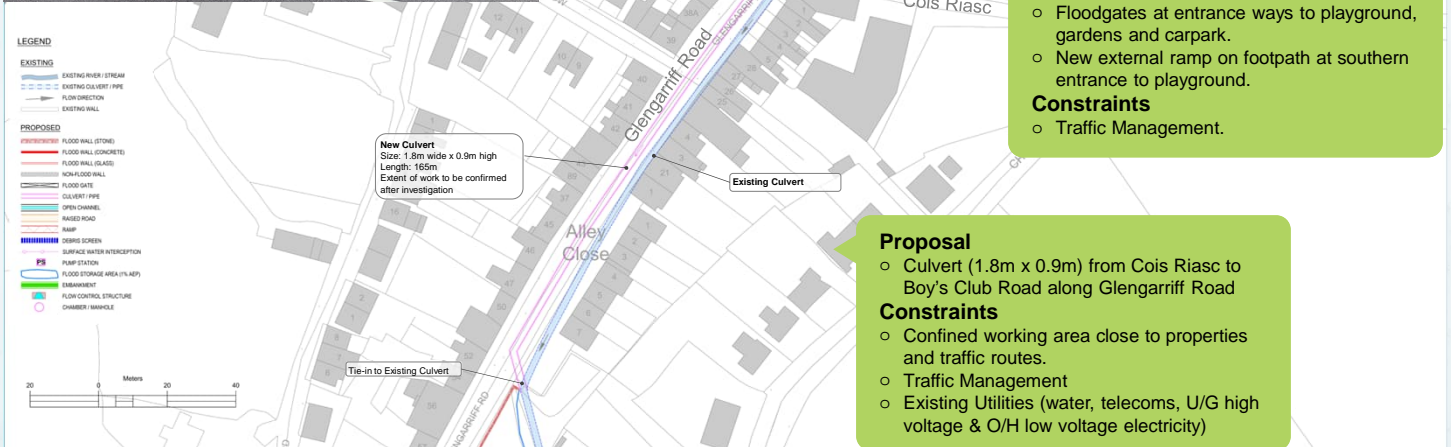 Cois Riasc
Floodgates at entrance ways to playground,
gardens and carpark.
New external ramp on footpath at southern
entrance to playground.
Constraints
Traffic Management.
LEGEND
EXISTING
EXISTING RIVER / STREAM
EXISTING CULVERT / PIPE
FLOW DIRECTION
EXISTING WALL
PROPOSED
FLOOD WALL (STONE)
FLOOD WALL (CONCRETE)
FLOOD WALL (GLASS)
NON-FLOOD WALL
FLOOD GATE
CULVERT / PIPE
OPEN CHANNEL
RAISED ROAD
RAMP
DEBRIS SCREEN
SURFACE WATER INTERCEPTION
PS PUMP STATION
FLOOD STORAGE AREA (1% AEP)
EMBANKMENT
FLOW CONTROL STRUCTURE
CHAMBER / MANHOLE
Meters
20 0 20 40
Glengarriff Road
New Culvert
Size: 1.8m wide x 0.9m high
Length: 165m
Extent of work to be confirmed
after investigation
Existing Culvert
Alley
Close
Tie-in to Existing Culvert
Proposal
Culvert (1.8m x 0.9m) from Cois Riasc to
Boy's Club Road along Glengarriff Road
Constraints
Confined working area close to properties
and traffic routes.
Traffic Management
Existing Utilities (water, telecoms, U/G high
voltage & O/H low voltage electricity)